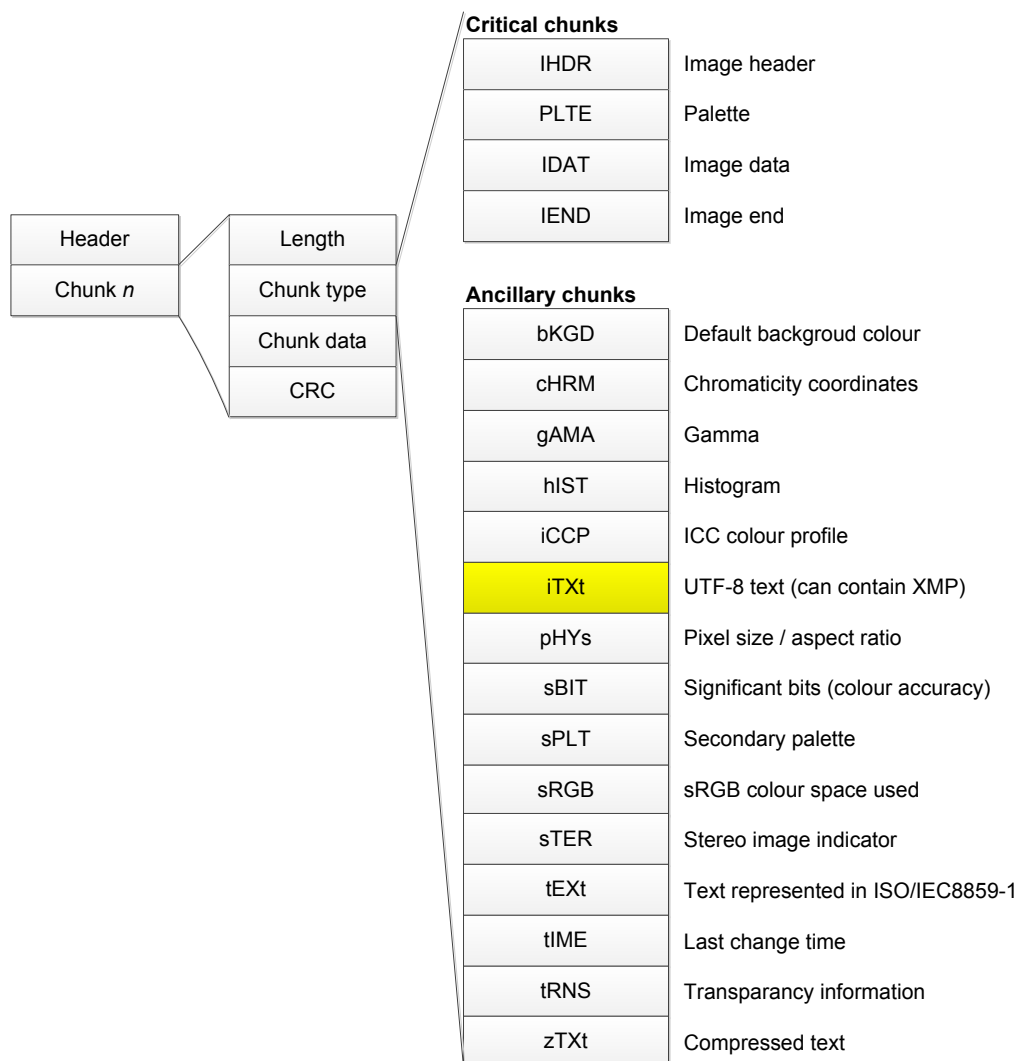 Critical chunks
IHDR Image header
PLTE Palette
IDAT Image data
IEND Image end
Header
Chunk n
Length
Chunk type
Chunk data
CRC
Ancillary chunks
bKGD Default backgroud colour
cHRM Chromaticity coordinates
gAMA Gamma
hIST Histogram
iCCP ICC colour profile
iTXt UTF-8 text (can contain XMP)
pHYs Pixel size / aspect ratio
sBIT Significant bits (colour accuracy)
sPLT Secondary palette
sRGB sRGB colour space used
sTER Stereo image indicator
tEXt Text represented in ISO/IEC8859-1
tIME Last change time
tRNS Transparancy information
zTXt Compressed text